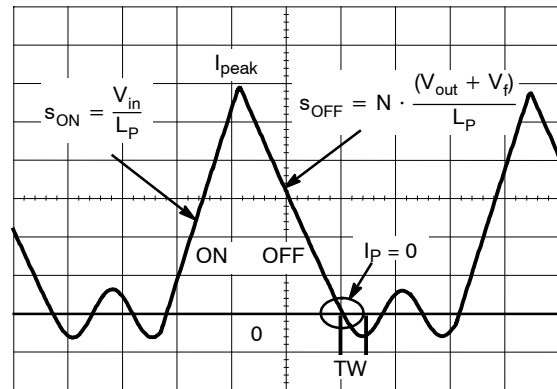 I_peak
s_ON = V_in / L_P
s_OFF = N · (V_out + V_f) / L_P
ON OFF
I_P = 0
0
TW